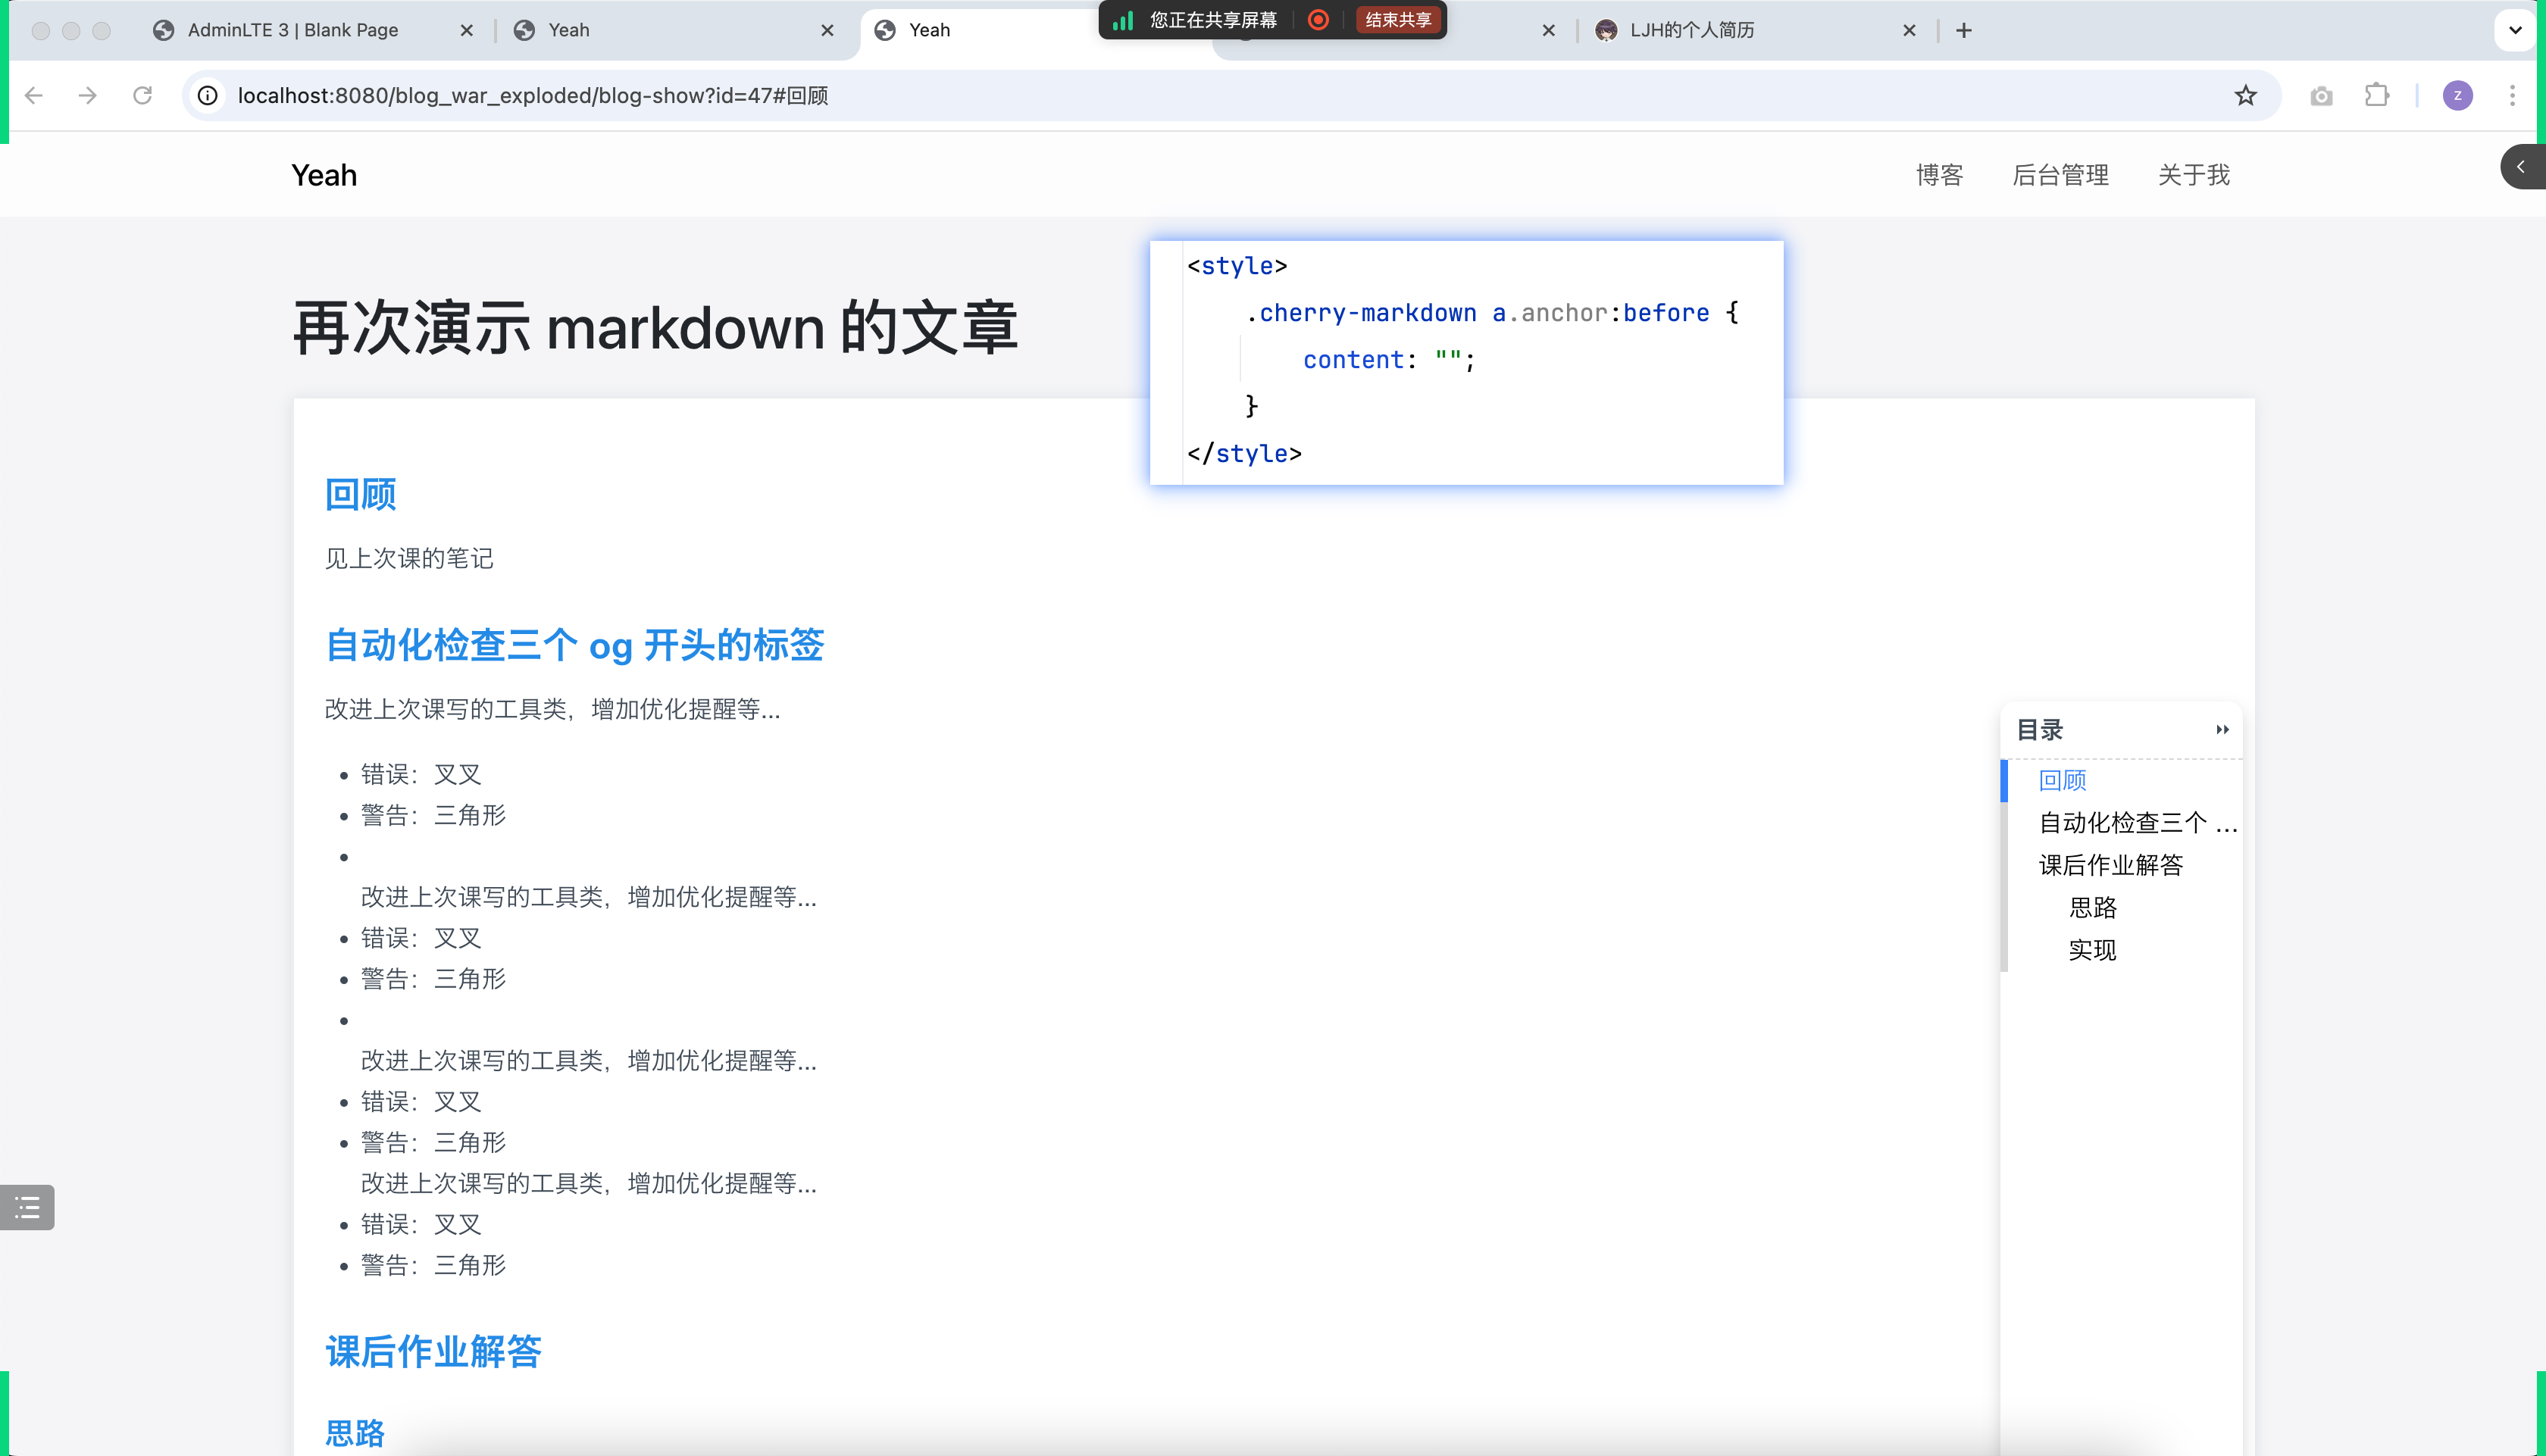 您正在共享屏幕 结束共享
AdminLTE 3 | Blank Page
Yeah
Yeah
LJH的个人简历
localhost:8080/blog_war_exploded/blog-show?id=47#回顾
z
Yeah
博客 后台管理 关于我
<style>
.cherry-markdown a.anchor:before {
content: "";
}
</style>
再次演示 markdown 的文章
回顾
见上次课的笔记
自动化检查三个 og 开头的标签
改进上次课写的工具类，增加优化提醒等...
错误：叉叉
警告：三角形
改进上次课写的工具类，增加优化提醒等...
错误：叉叉
警告：三角形
改进上次课写的工具类，增加优化提醒等...
错误：叉叉
警告：三角形
改进上次课写的工具类，增加优化提醒等...
错误：叉叉
警告：三角形
课后作业解答
思路
目录
回顾
自动化检查三个 ...
课后作业解答
思路
实现